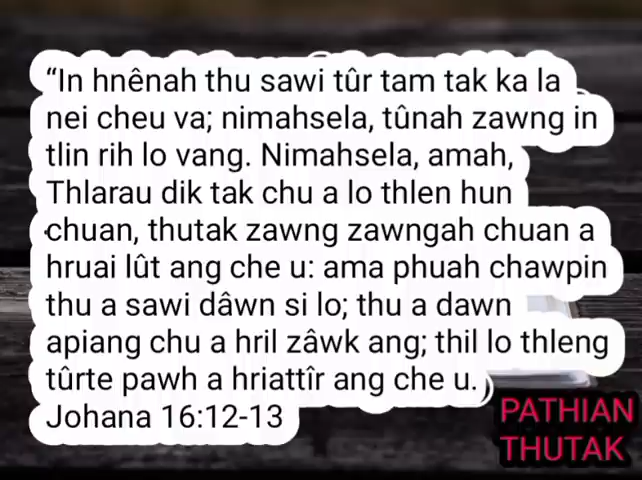 “In hnênah thu sawi tûr tam tak ka la
nei cheu va; nimahsela, tûnah zawng in
tlin rih lo vang. Nimahsela, amah,
Thlarau dik tak chu a lo thlen hun
chuan, thutak zawng zawngah chuan a
hruai lût ang che u: ama phuah chawpin
thu a sawi dâwn si lo; thu a dawn
apiang chu a hril zâwk ang; thil lo thleng
tûrte pawh a hriattîr ang che u.
Johana 16:12-13
PATHIAN
THUTAK